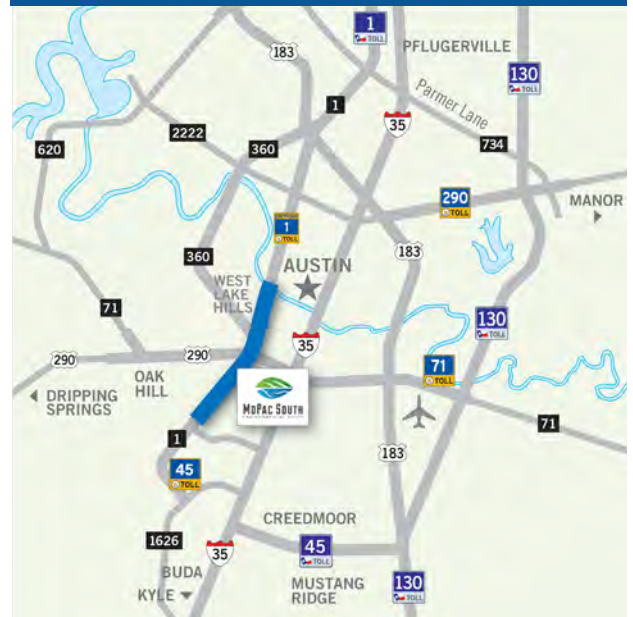 1
TOLL
183
PFLUGERVILLE
183
130
TOLL
1
Parmer Lane
35
2222
620
360
734
290
TOLL
MANOR
EXPRESS
1
TOLL
183
360
AUSTIN
WEST
LAKE
HILLS
130
TOLL
71
35
290
290
71
TOLL
OAK
HILL
DRIPPING
SPRINGS
MoPac South
71
1
183
45
TOLL
CREEDMOOR
1626
35
45
TOLL
BUDA
MUSTANG
RIDGE
130
TOLL
KYLE